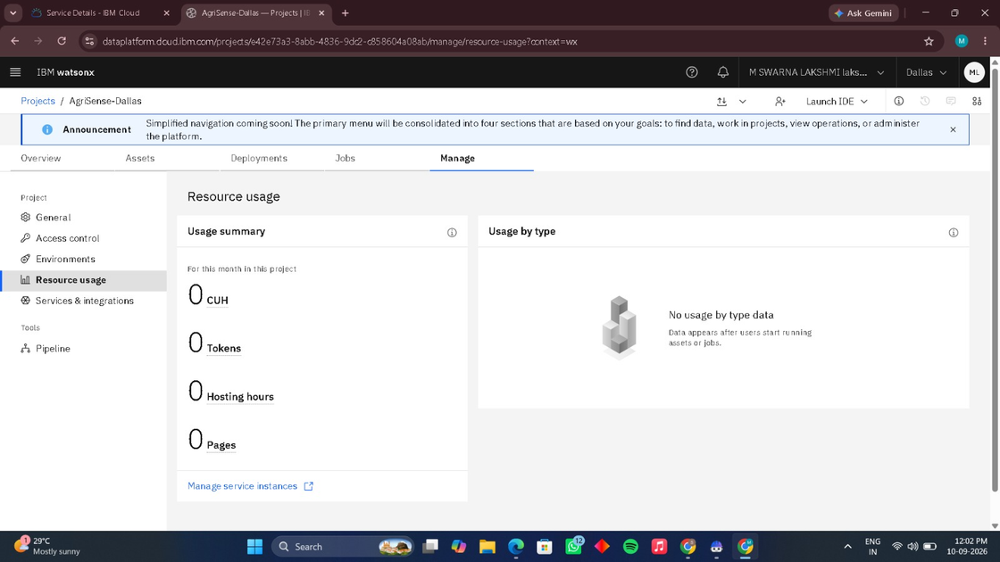 Service Details - IBM Cloud
AgriSense-Dallas — Projects | IB
Ask Gemini
dataplatform.cloud.ibm.com/projects/e42e73a3-8abb-4836-9dc2-c858604a08ab/manage/resource-usage?context=wx
M
IBM watsonx
M SWARNA LAKSHMI laks...
Dallas
ML
Projects / AgriSense-Dallas
Launch IDE
Announcement
Simplified navigation coming soon! The primary menu will be consolidated into four sections that are based on your goals: to find data, work in projects, view operations, or administer
the platform.
Overview
Assets
Deployments
Jobs
Manage
Project
General
Access control
Environments
Resource usage
Services & integrations
Tools
Pipeline
Resource usage
Usage summary
For this month in this project
0 CUH
0 Tokens
0 Hosting hours
0 Pages
Manage service instances
Usage by type
No usage by type data
Data appears after users start running
assets or jobs.
1
29°C
Mostly sunny
Search
12
ENG
IN
12:02 PM
10-09-2026